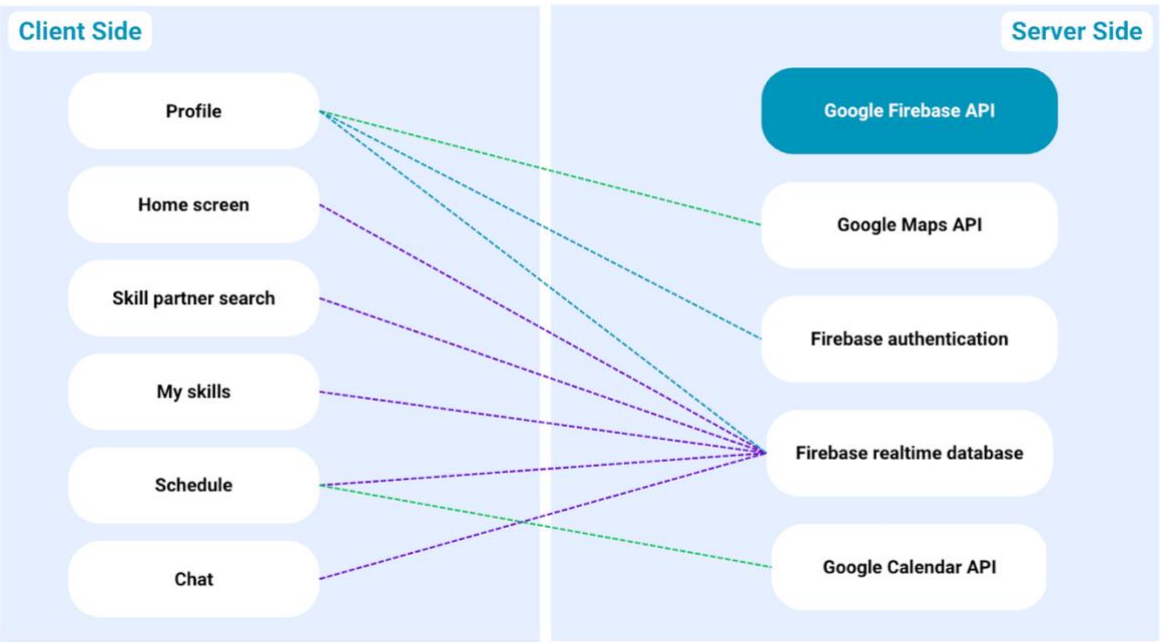 Client Side
Server Side
Profile
Home screen
Skill partner search
My skills
Schedule
Chat
Google Firebase API
Google Maps API
Firebase authentication
Firebase realtime database
Google Calendar API